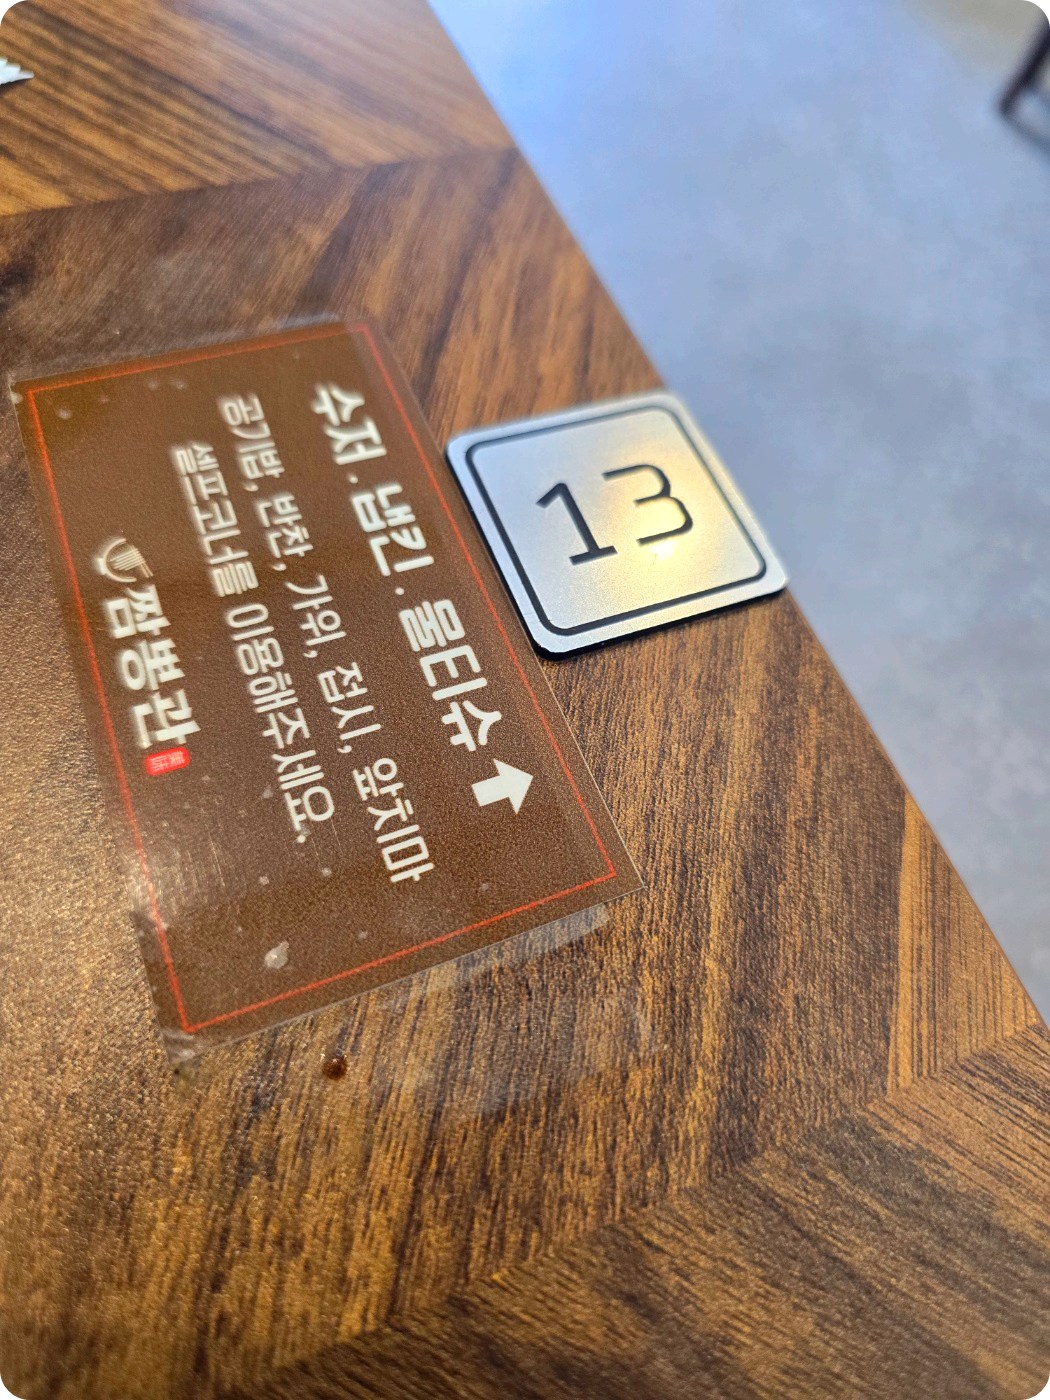 수저. 냅킨. 물티슈
공기밥, 반찬, 가위, 접시, 앞치마
셀프코너를 이용해주세요.
짬뽕관
13